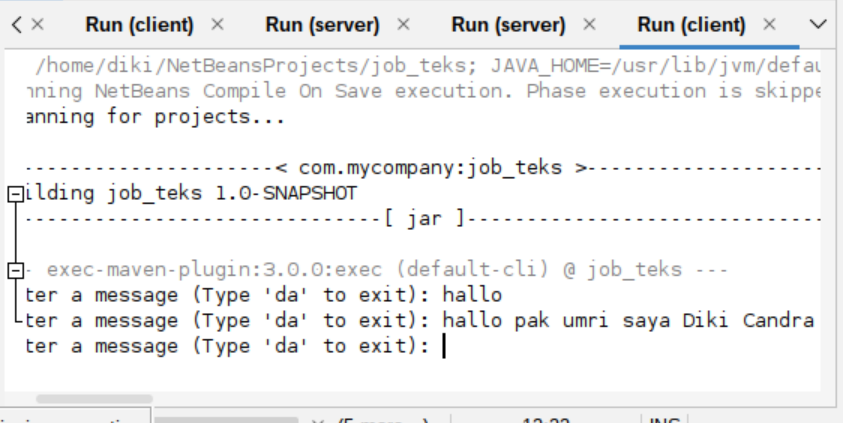 Run (client) Run (server) Run (server) Run (client)
/home/diki/NetBeansProjects/job_teks; JAVA_HOME=/usr/lib/jvm/defau
nning NetBeans Compile On Save execution. Phase execution is skippe
anning for projects...
---------------------< com.mycompany:job_teks >--------------------
ilding job_teks 1.0-SNAPSHOT
-------------------------------[ jar ]-------------------------------
- exec-maven-plugin:3.0.0:exec (default-cli) @ job_teks ---
ter a message (Type 'da' to exit): hallo
ter a message (Type 'da' to exit): hallo pak umri saya Diki Candra
ter a message (Type 'da' to exit):